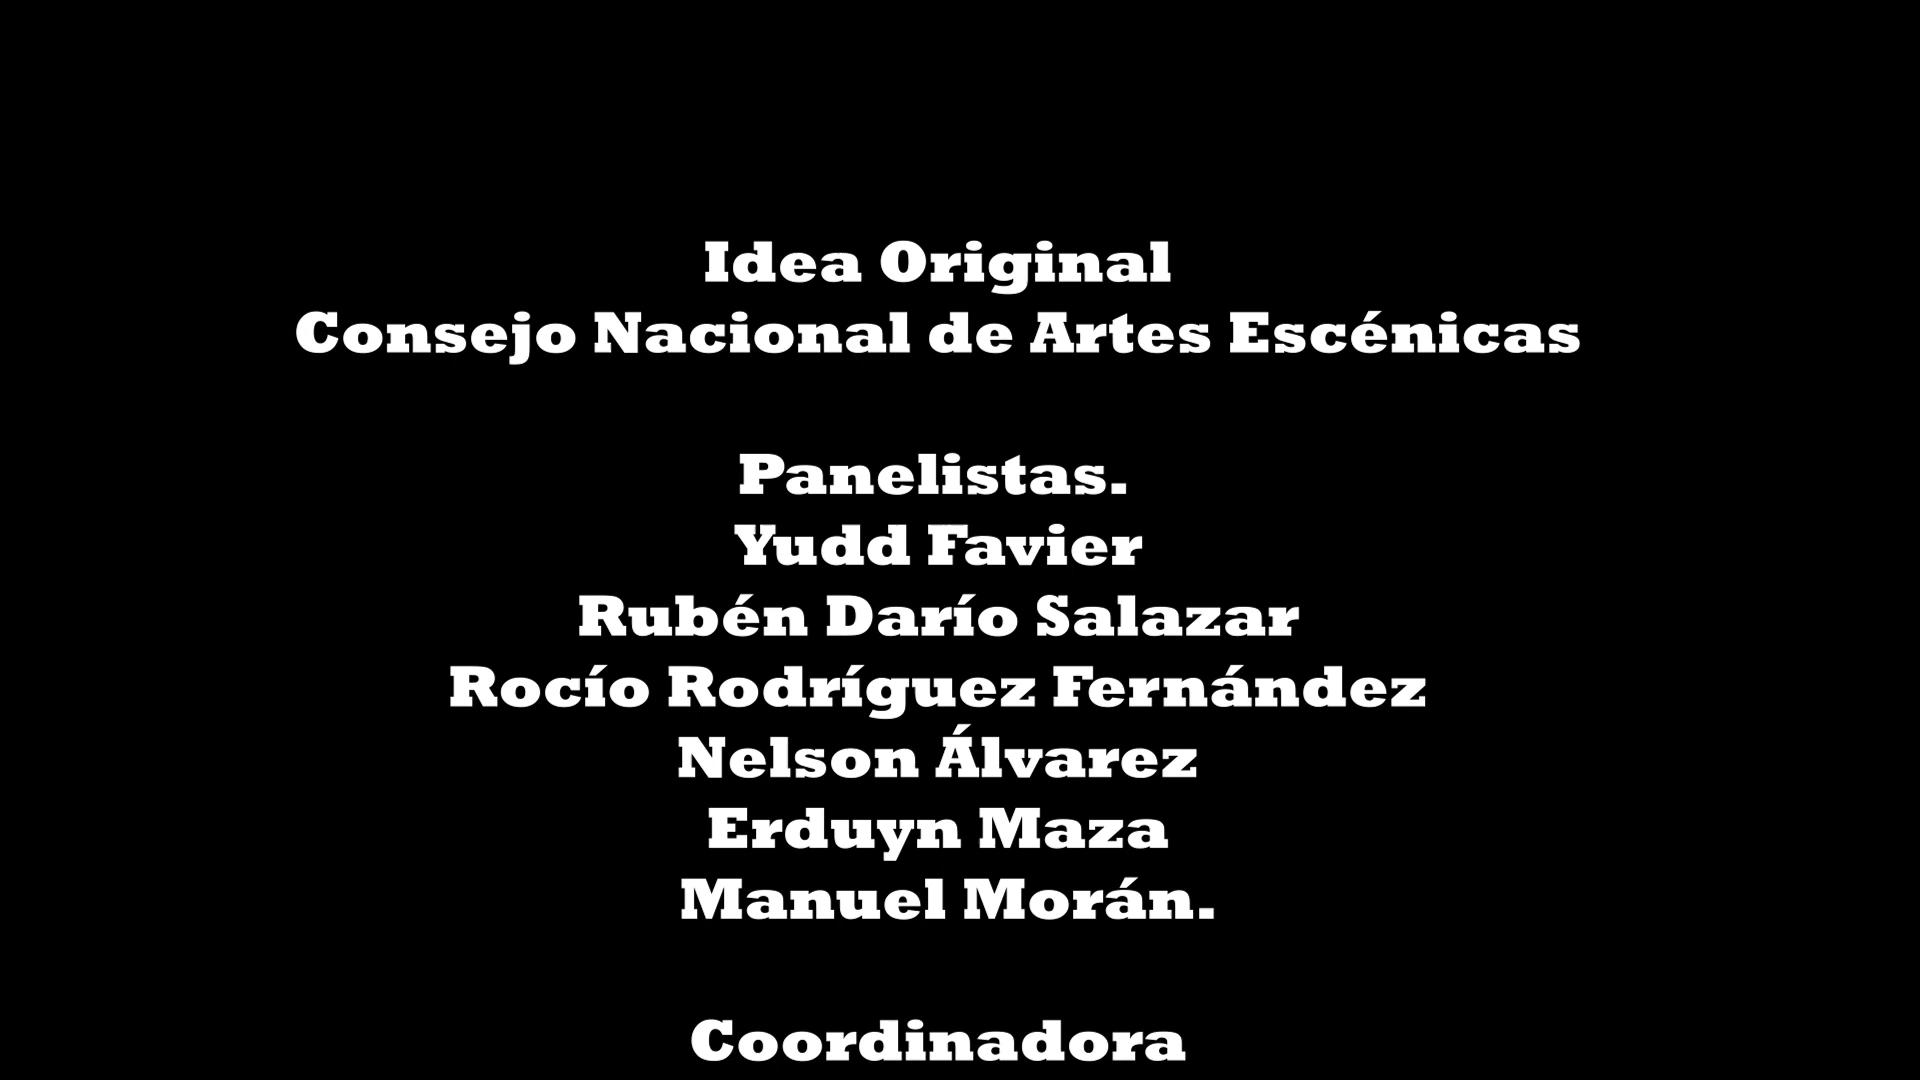 Idea Original
Consejo Nacional de Artes Escénicas
Panelistas.
Yudd Favier
Rubén Darío Salazar
Rocío Rodríguez Fernández
Nelson Álvarez
Erduyn Maza
Manuel Morán.
Coordinadora